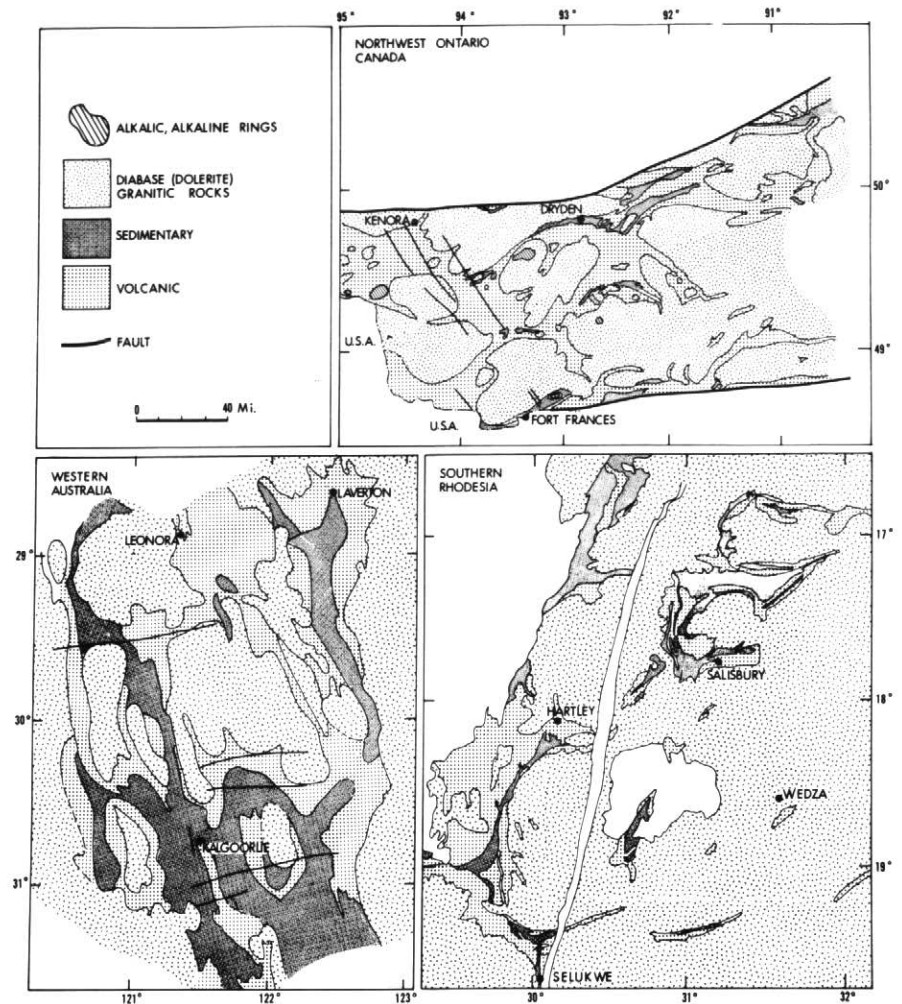 ALKALIC, ALKALINE RINGS
DIABASE (DOLERITE)
GRANITIC ROCKS
SEDIMENTARY
VOLCANIC
FAULT
0 40 Mi.
95° 94° 93° 92° 91°
NORTHWEST ONTARIO
CANADA
50°
KENORA
DRYDEN
U.S.A.
49°
U.S.A.
FORT FRANCES
WESTERN
AUSTRALIA
LAVERTON
LEONORA
29°
30°
KALGOORLIE
31°
121° 122° 123°
SOUTHERN
RHODESIA
17°
SALISBURY
18°
HARTLEY
WEDZA
19°
SELUKWE
30° 31° 32°